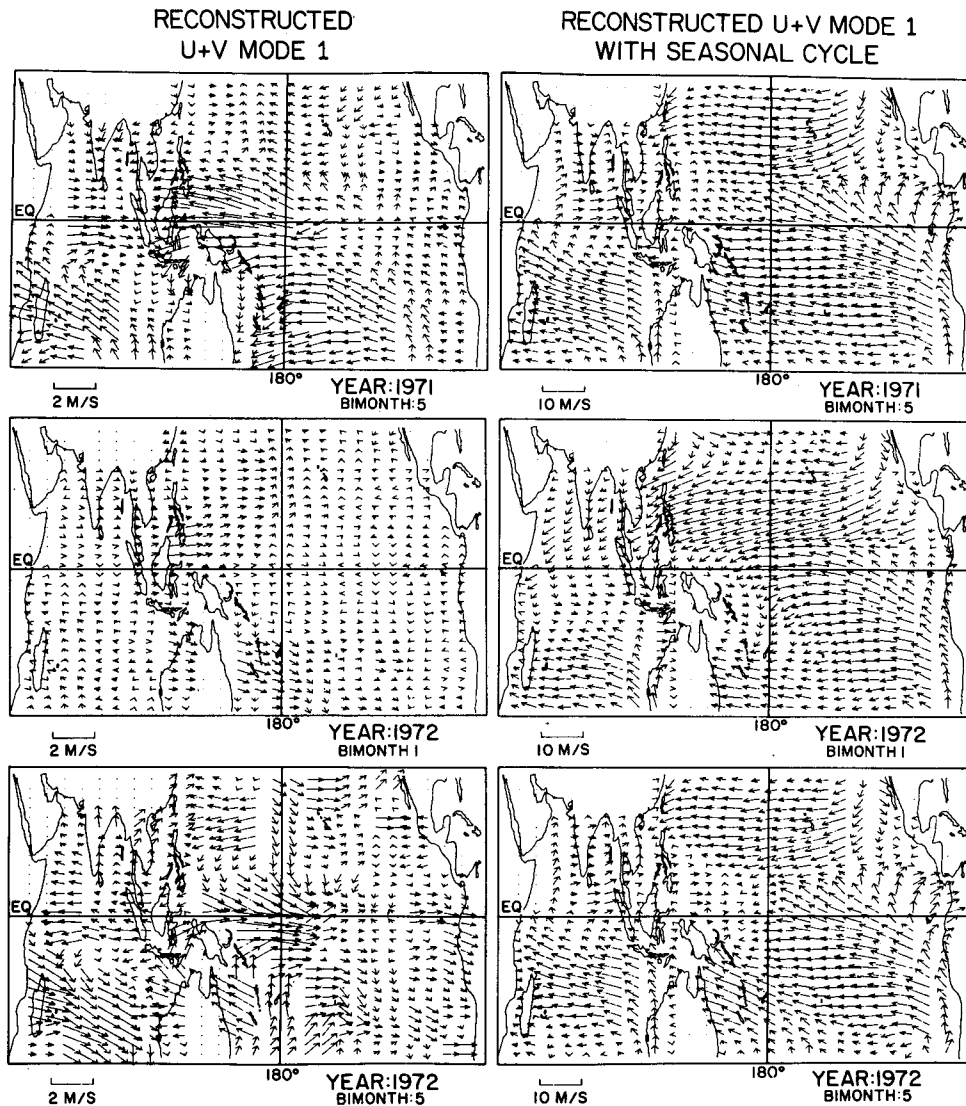 RECONSTRUCTED
U+V MODE 1
RECONSTRUCTED U+V MODE 1
WITH SEASONAL CYCLE
EQ
EQ
180°
180°
2 M/S
YEAR:1971
BIMONTH:5
10 M/S
YEAR:1971
BIMONTH:5
EQ
EQ
180°
180°
2 M/S
YEAR:1972
BIMONTH 1
10 M/S
YEAR:1972
BIMONTH:1
EQ
EQ
180°
180°
2 M/S
YEAR:1972
BIMONTH:5
10 M/S
YEAR:1972
BIMONTH:5